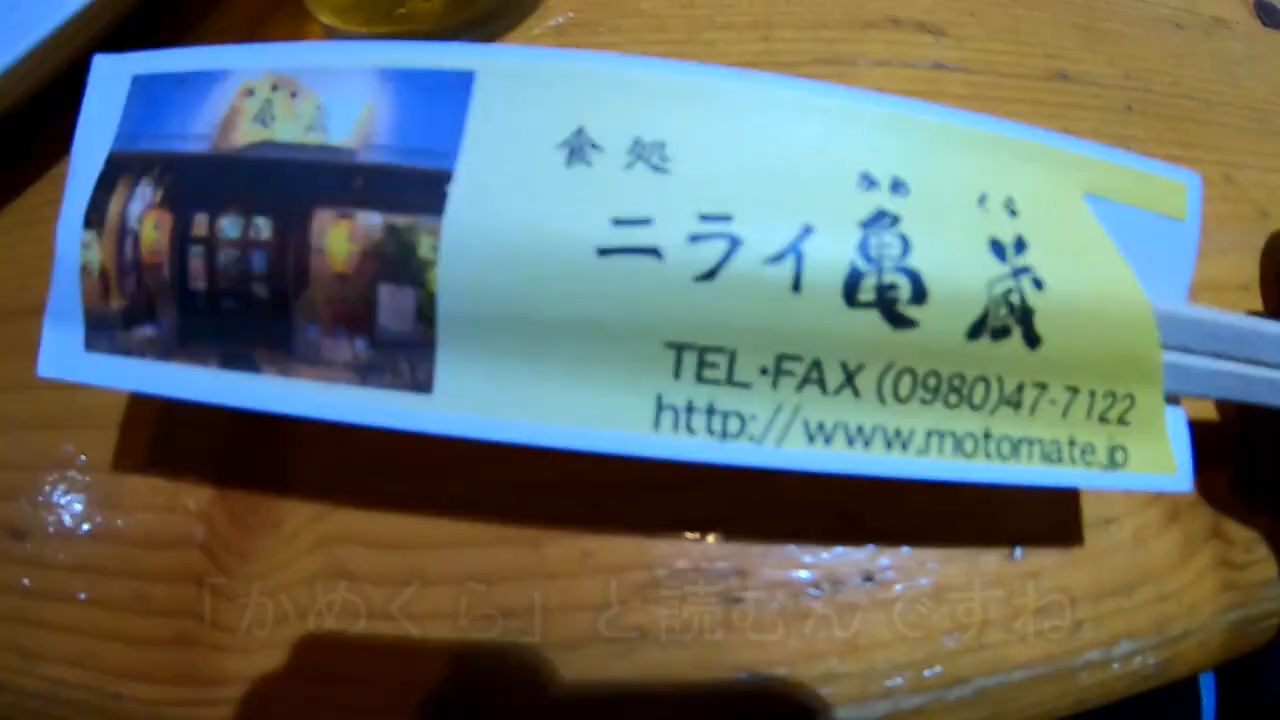 食処
ニライ亀蔵
TEL・FAX (0980)47-7122
http://www.motomate.jp
「かめくら」と読むんですね